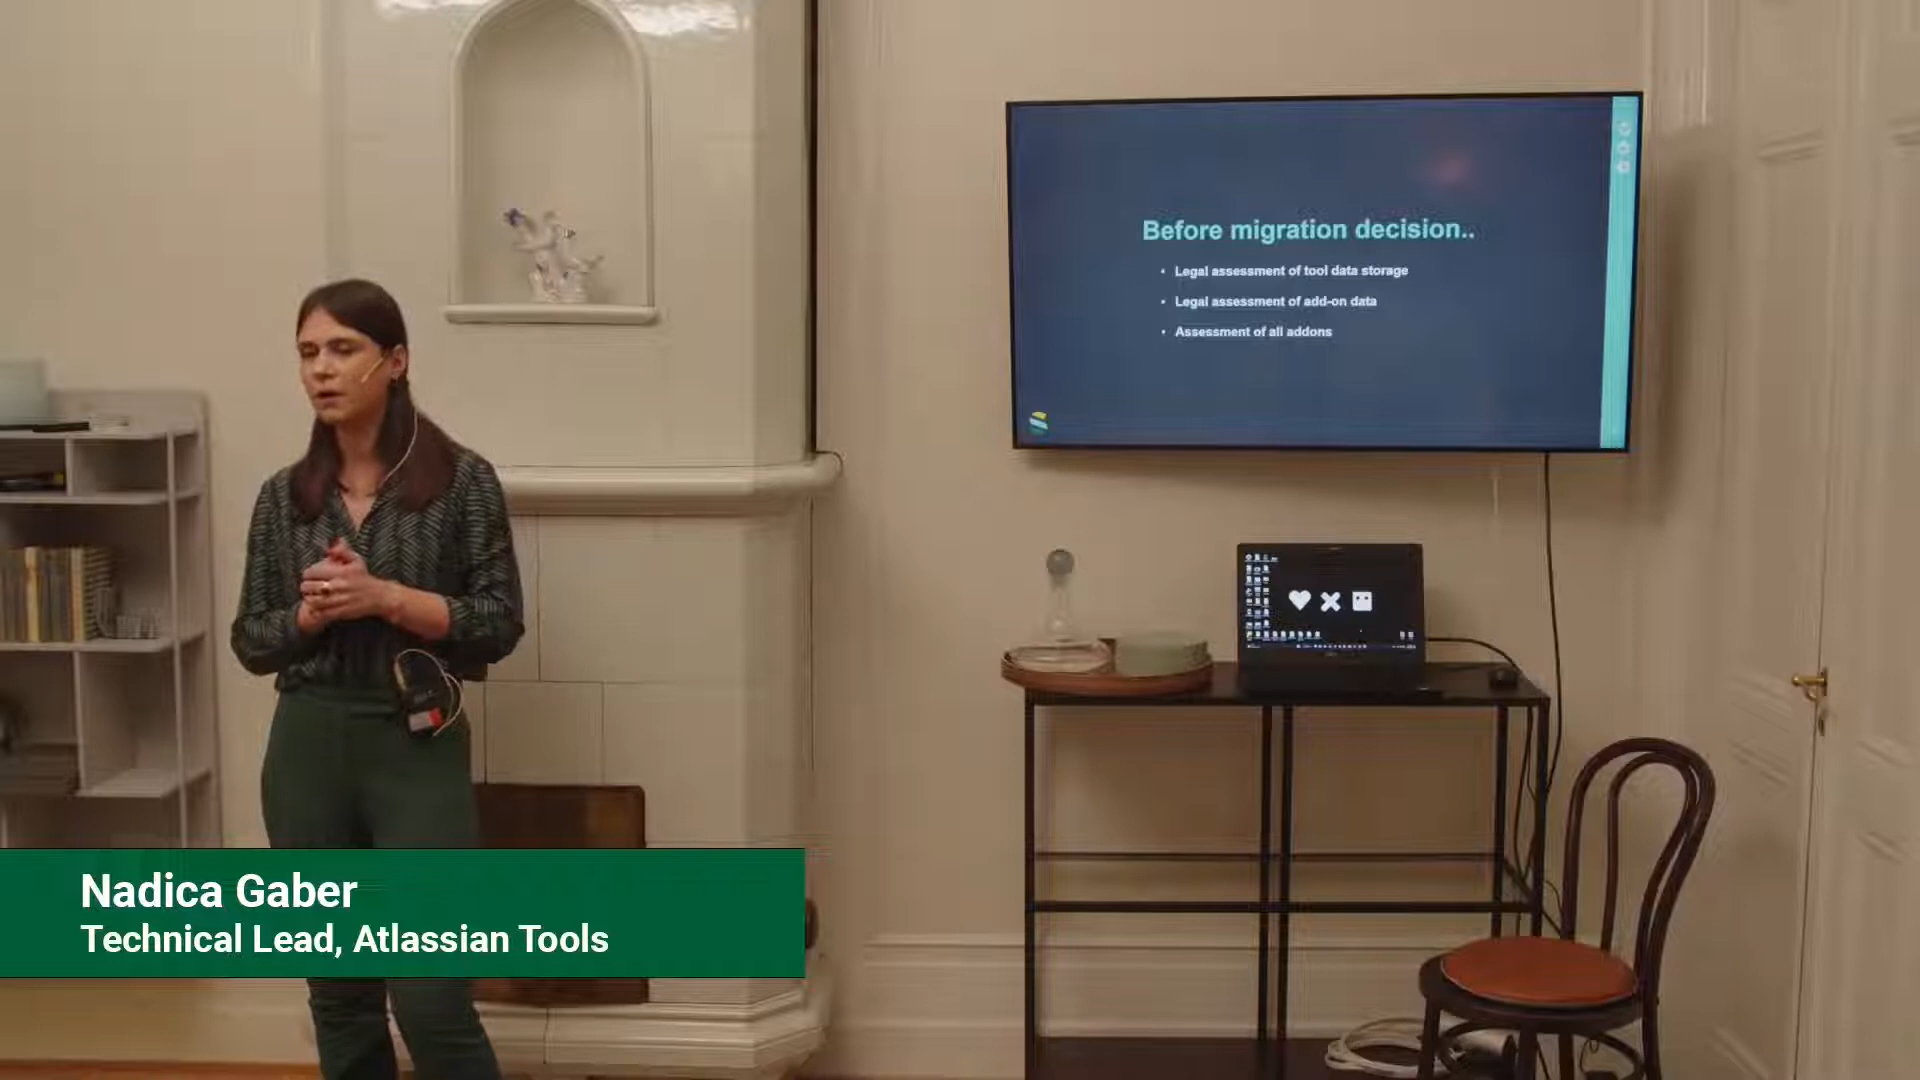 Before migration decision..
• Legal assessment of tool data storage
• Legal assessment of add-on data
• Assessment of all addons
Nadica Gaber
Technical Lead, Atlassian Tools